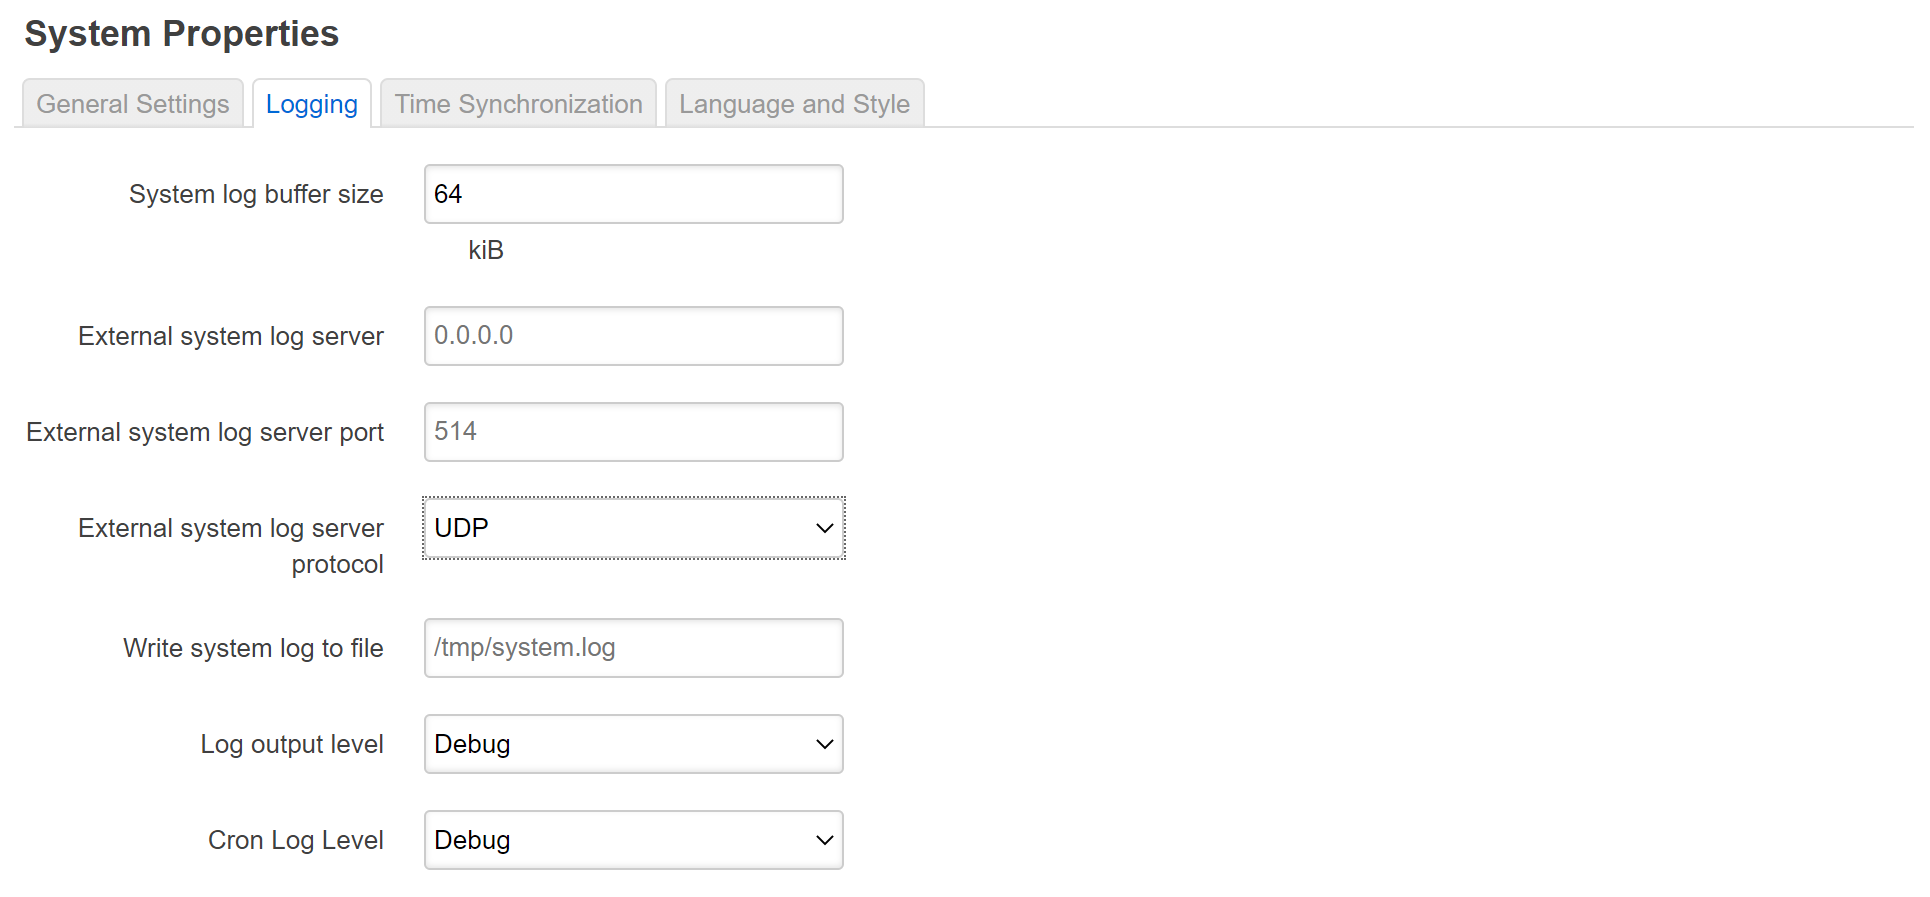 System Properties
General Settings
Logging
Time Synchronization
Language and Style
System log buffer size
64
kiB
External system log server
0.0.0.0
External system log server port
514
External system log server
protocol
UDP
Write system log to file
/tmp/system.log
Log output level
Debug
Cron Log Level
Debug